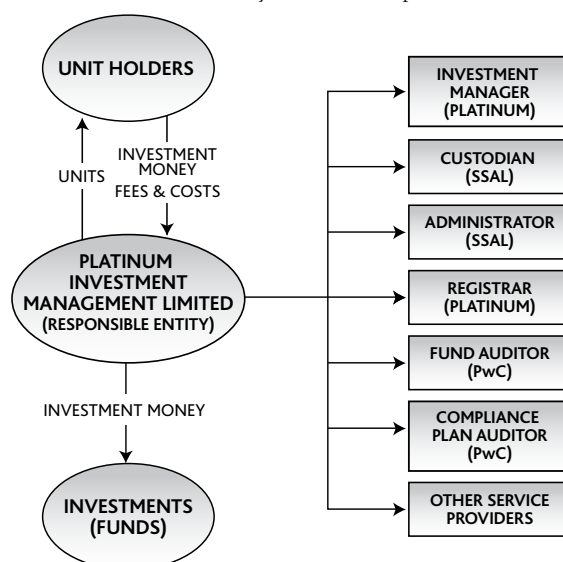 UNIT HOLDERS
UNITS
INVESTMENT
MONEY
FEES & COSTS
PLATINUM
INVESTMENT
MANAGEMENT LIMITED
(RESPONSIBLE ENTITY)
INVESTMENT MONEY
INVESTMENTS
(FUNDS)
INVESTMENT
MANAGER
(PLATINUM)
CUSTODIAN
(SSAL)
ADMINISTRATOR
(SSAL)
REGISTRAR
(PLATINUM)
FUND AUDITOR
(PwC)
COMPLIANCE
PLAN AUDITOR
(PwC)
OTHER SERVICE
PROVIDERS